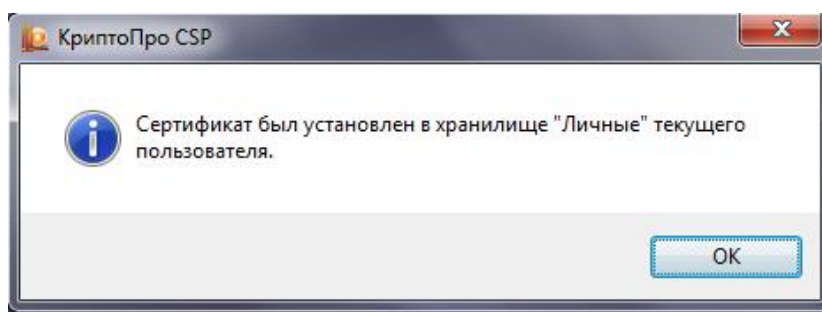 КриптоПро CSP
Сертификат был установлен в хранилище "Личные" текущего
пользователя.
OK